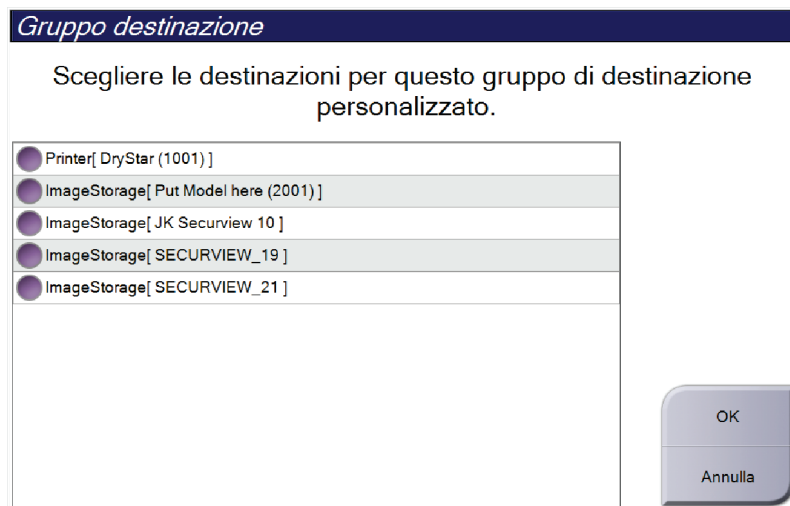 Gruppo destinazione
Scegliere le destinazioni per questo gruppo di destinazione
personalizzato.
Printer[ DryStar (1001) ]
ImageStorage[ Put Model here (2001) ]
ImageStorage[ JK Securview 10 ]
ImageStorage[ SECURVIEW_19 ]
ImageStorage[ SECURVIEW_21 ]
OK
Annulla